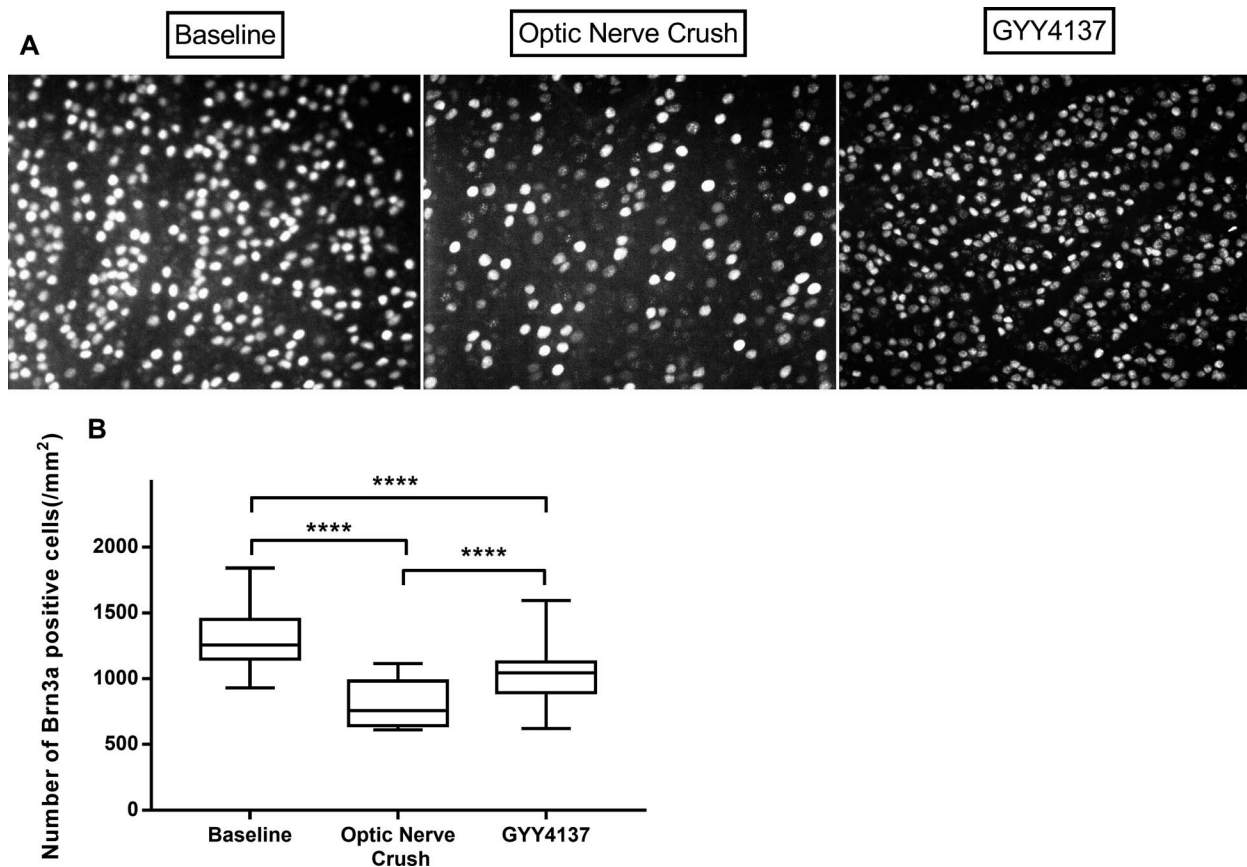 A
Baseline
Optic Nerve Crush
GYY4137
B
Number of Brn3a positive cells(/mm²)
****
****
****
2000
1500
1000
500
0
Baseline
Optic Nerve
Crush
GYY4137